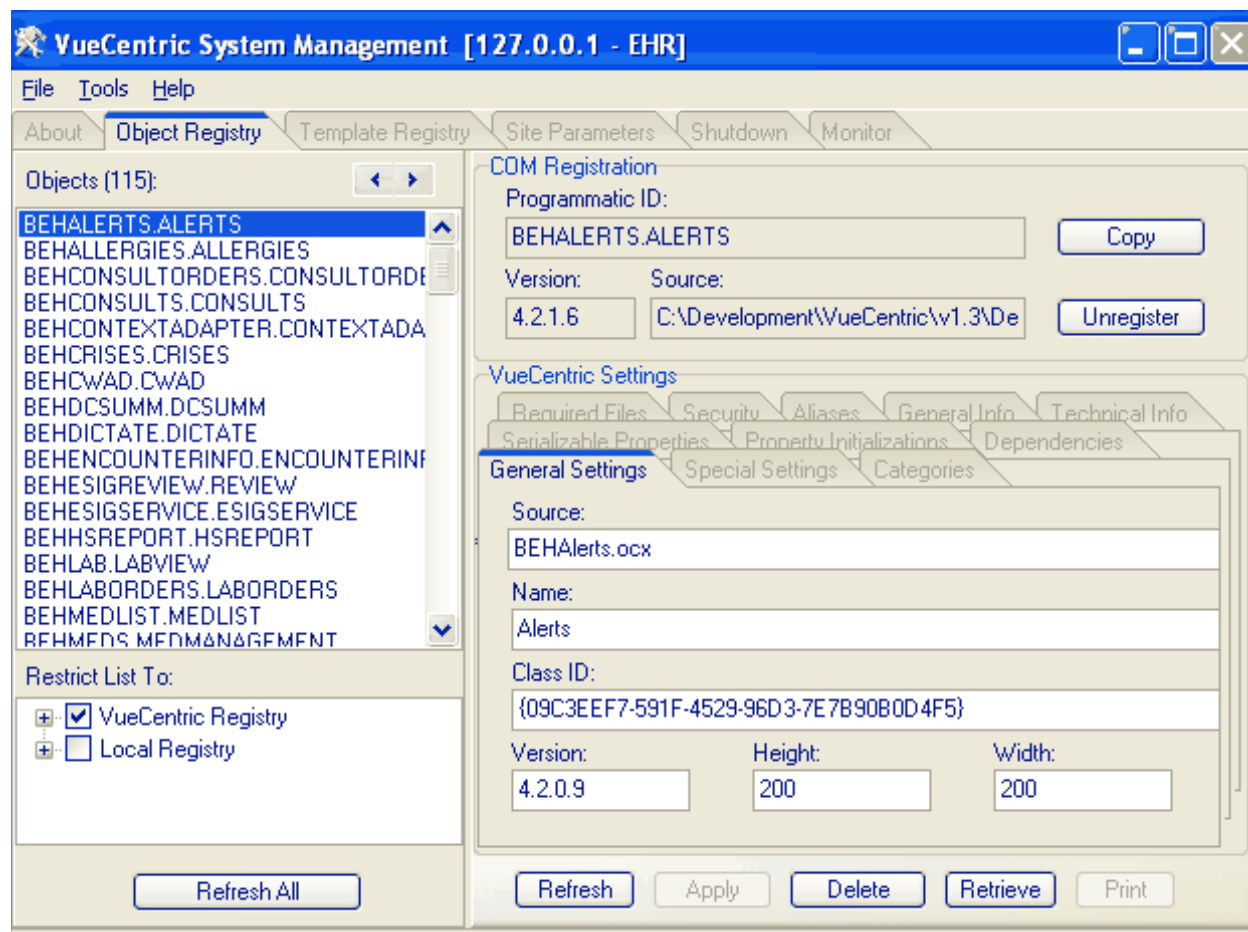 VueCentric System Management [127.0.0.1 - EHR]
File Tools Help
About Object Registry Template Registry Site Parameters Shutdown Monitor
Objects (115):
BEHALERTS.ALERTS
BEHALLERGIES.ALLERGIES
BEHCONSULTORDERS.CONSULTORDE
BEHCONSULTS.CONSULTS
BEHCONTEXTADAPTER.CONTEXTADA
BEHCRISES.CRISES
BEHCWAD.CWAD
BEHDCSUMM.DCSUMM
BEHDICTATE.DICTATE
BEHENCOUNTERINFO.ENCOUNTERINF
BEHESIGREVIEW.REVIEW
BEHESIGSERVICE.ESIGSERVICE
BEHHSREPORT.HSREPORT
BEHLAB.LABVIEW
BEHLABORDERS.LABORDERS
BEHMEDLIST.MEDLIST
BEHMEDS.MEDMANAGEMENT
Restrict List To:
VueCentric Registry
Local Registry
Refresh All
COM Registration
Programmatic ID:
BEHALERTS.ALERTS Copy
Version: Source:
4.2.1.6 C:\Development\VueCentric\v1.3\De Unregister
VueCentric Settings
Required Files Security Aliases General Info Technical Info
Serializable Properties Property Initializations Dependencies
General Settings Special Settings Categories
Source:
BEHAlerts.ocx
Name:
Alerts
Class ID:
{09C3EEF7-591F-4529-96D3-7E7B90B0D4F5}
Version: Height: Width:
4.2.0.9 200 200
Refresh Apply Delete Retrieve Print